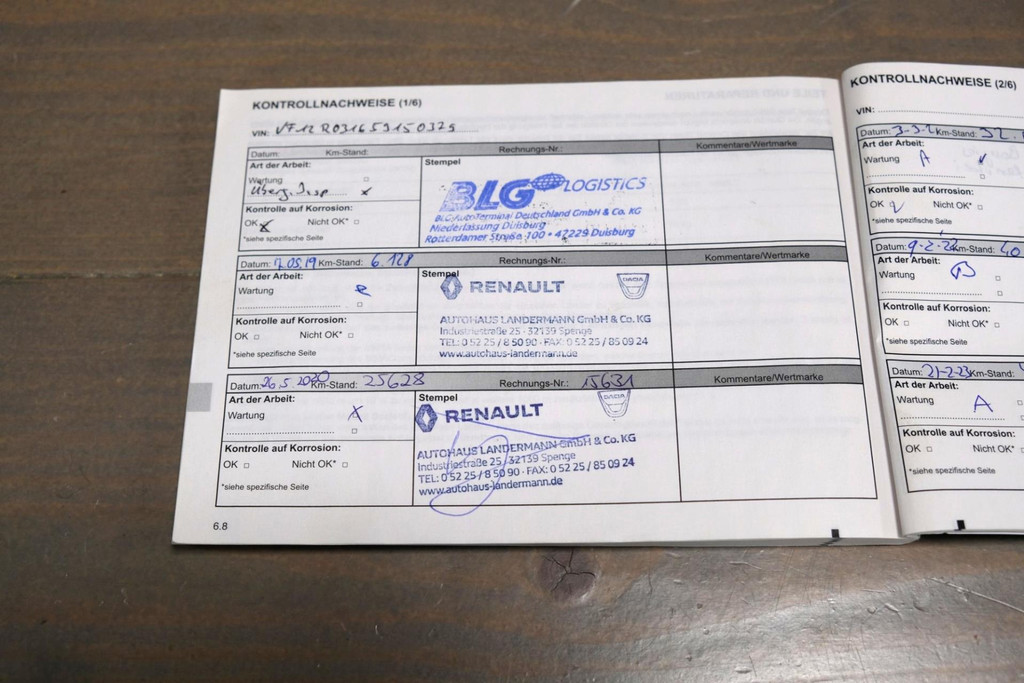 KONTROLLNACHWEISE (1/6)
VIN: VF12R031659150325
Datum: Km-Stand: Rechnungs-Nr.: Kommentare/Wertmarke
Art der Arbeit:
Wartung
Überg. Insp x
Kontrolle auf Korrosion:
OK x Nicht OK*
*siehe spezifische Seite
Stempel
BLG LOGISTICS
BLG AutoTerminal Deutschland GmbH & Co. KG
Niederlassung Duisburg
Rotterdamer Straße 100 • 47229 Duisburg
Datum: Km-Stand: 6.128 Rechnungs-Nr.: Kommentare/Wertmarke
Art der Arbeit:
Wartung
Kontrolle auf Korrosion:
OK Nicht OK*
*siehe spezifische Seite
Stempel
RENAULT DACIA
AUTOHAUS LANDERMANN GmbH & Co. KG
Industriestraße 25 · 32139 Spenge
TEL: 0 52 25 / 8 50 90 · FAX: 0 52 25 / 85 09 24
www.autohaus-landermann.de
Datum: 26.5.2020 Km-Stand: 25628 Rechnungs-Nr.: 15631 Kommentare/Wertmarke
Art der Arbeit:
Wartung X
Kontrolle auf Korrosion:
OK Nicht OK*
*siehe spezifische Seite
Stempel
RENAULT DACIA
AUTOHAUS LANDERMANN GmbH & Co. KG
Industriestraße 25 / 32139 Spenge
TEL: 0 52 25 / 8 50 90 · FAX: 0 52 25 / 85 09 24
www.autohaus-landermann.de
6.8
KONTROLLNACHWEISE (2/6)
VIN:
Datum: Km-Stand:
Art der Arbeit:
Wartung A
Kontrolle auf Korrosion:
OK Nicht OK*
*siehe spezifische Seite
Datum: 9-2-22 Km-Stand:
Art der Arbeit:
Wartung B
Kontrolle auf Korrosion:
OK Nicht OK*
*siehe spezifische Seite
Datum: 21-2-23 Km-Stand:
Art der Arbeit:
Wartung A
Kontrolle auf Korrosion:
OK Nicht OK*
*siehe spezifische Seite